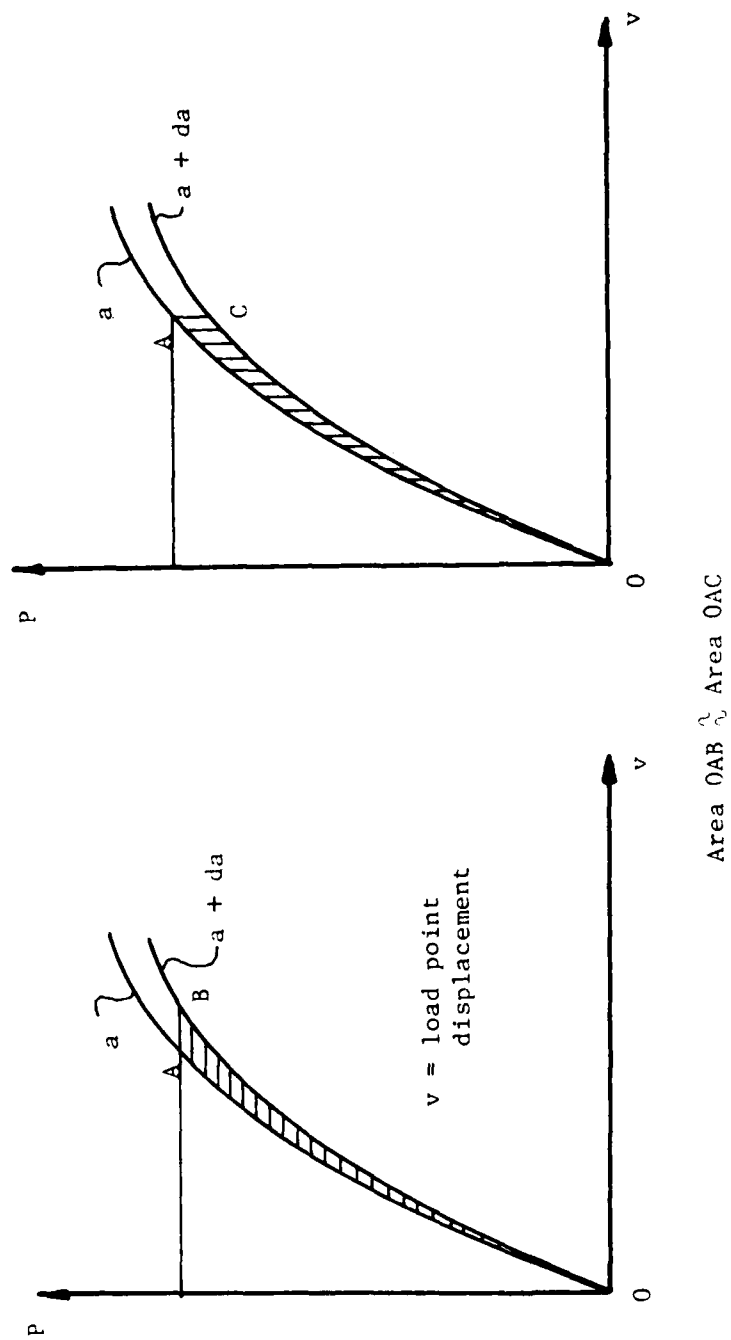 P
a
a + da
A
B
v = load point
displacement
0
v
P
a
a + da
A
C
0
v
Area OAB ≈ Area OAC